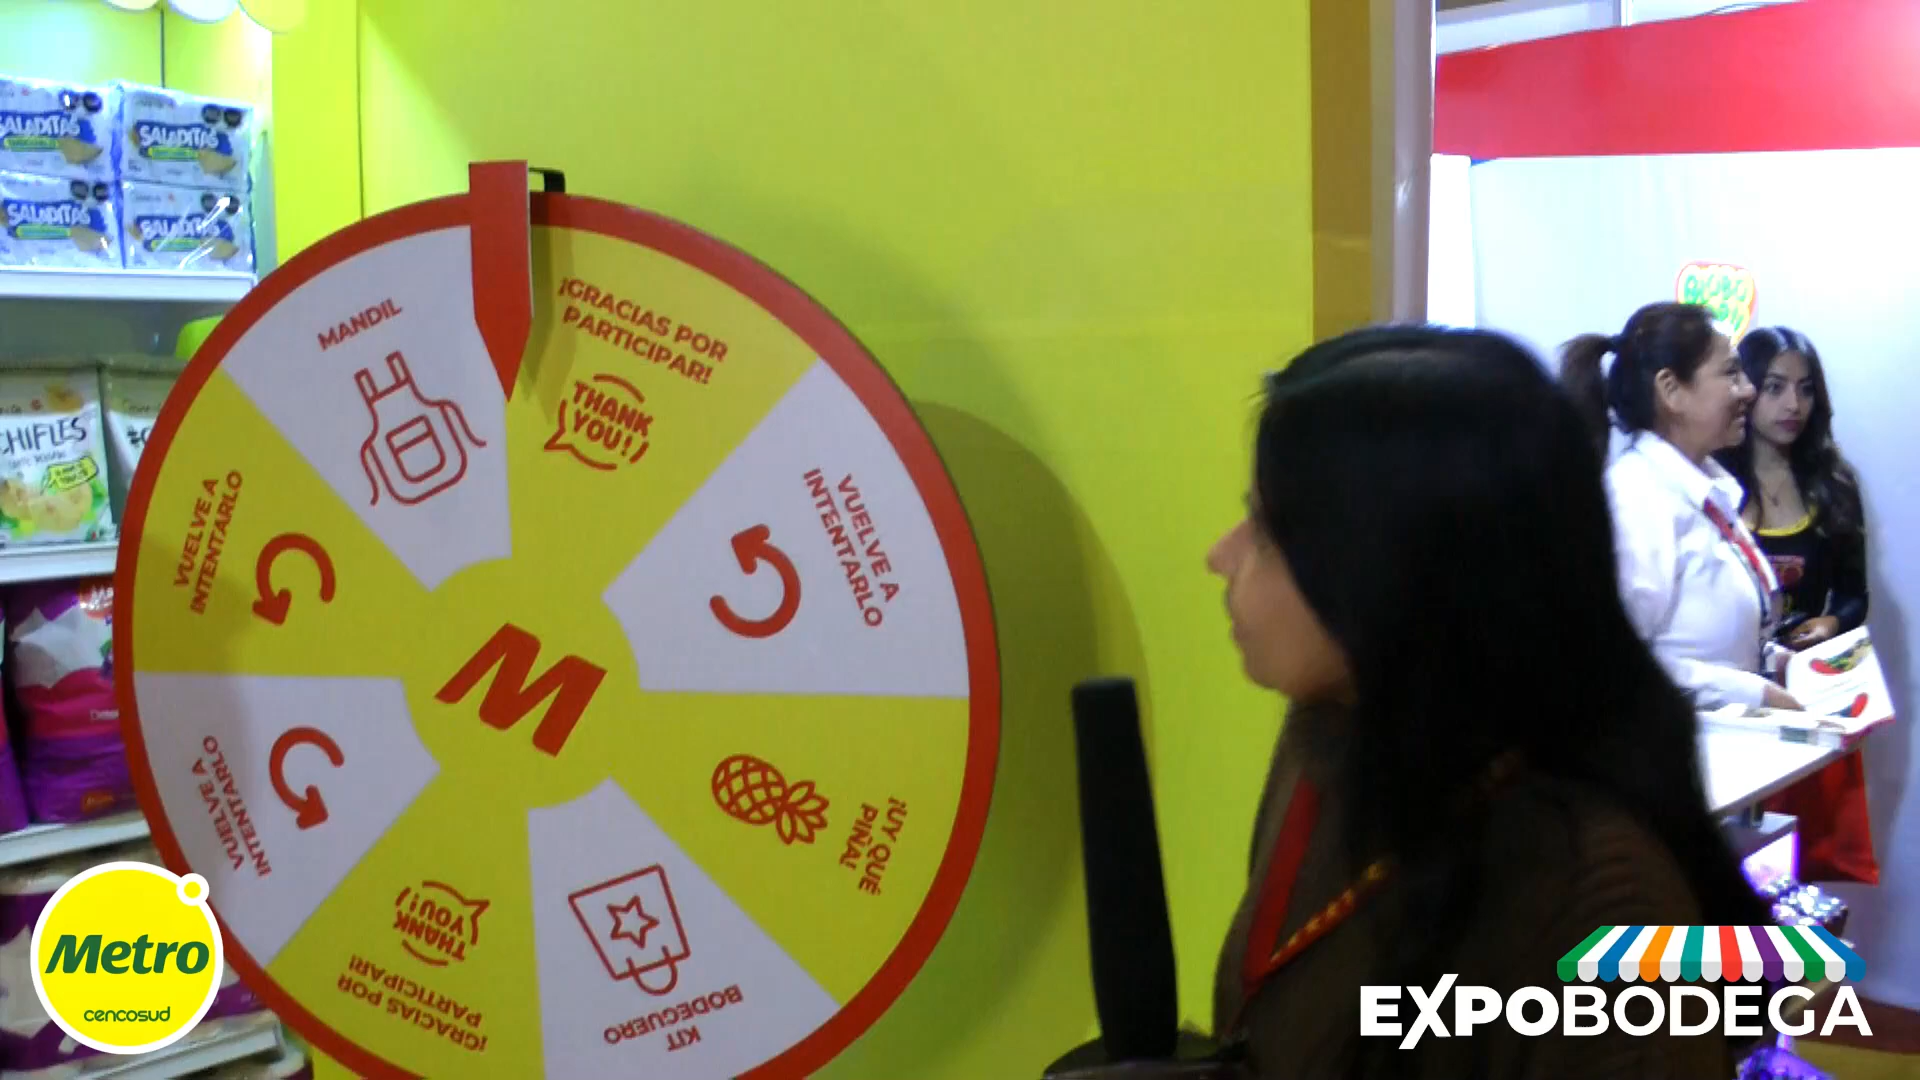 SALADITAS
SALADITAS
SALADITAS
SALADITAS
CHIFLES
MANDIL
¡GRACIAS POR
PARTICIPAR!
THANK
YOU!
VUELVE A
INTENTARLO
VUELVE A
INTENTARLO
M
¡UY QUÉ
PIÑA!
VUELVE A
INTENTARLO
KIT
BODEGUERO
THANK
YOU!
¡GRACIAS POR
PARTICIPAR!
Metro
cencosud
EXPOBODEGA